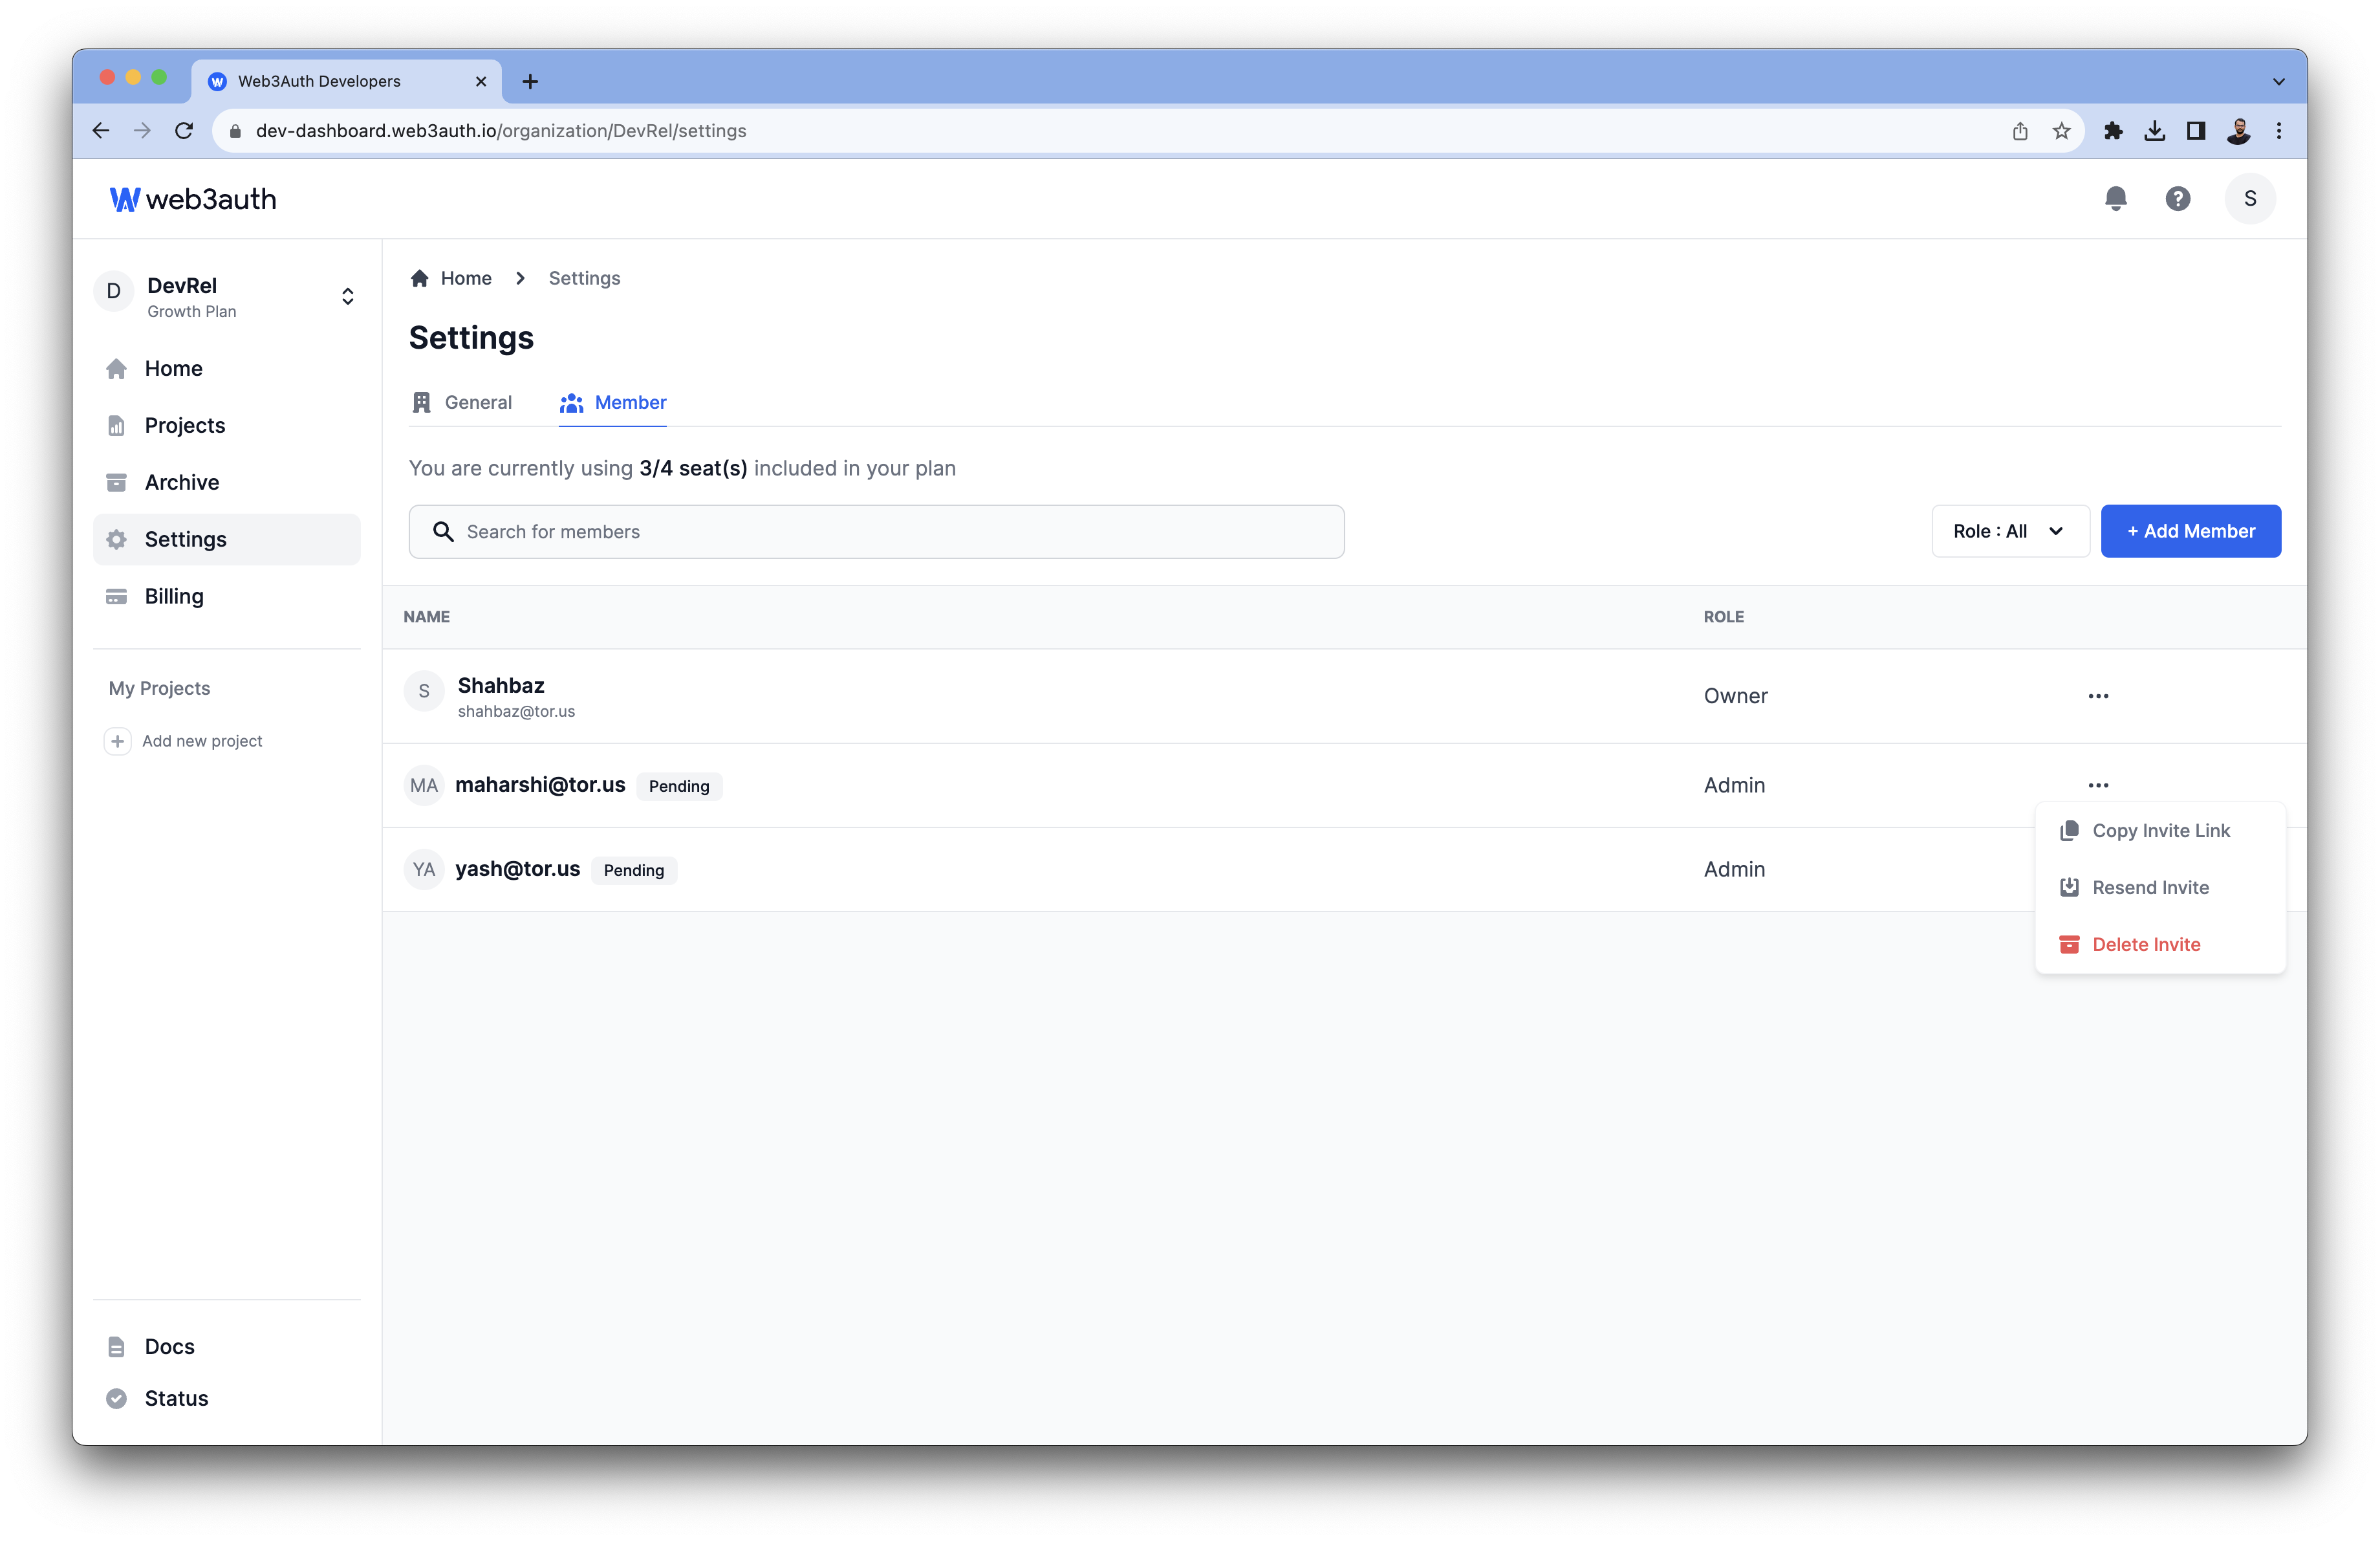 Web3Auth Developers
dev-dashboard.web3auth.io/organization/DevRel/settings
web3auth
S
D
DevRel
Growth Plan
Home
Projects
Archive
Settings
Billing
My Projects
Add new project
Docs
Status
Home
Settings
Settings
General
Member
You are currently using 3/4 seat(s) included in your plan
Search for members
Role : All
+ Add Member
NAME
ROLE
S
Shahbaz
shahbaz@tor.us
Owner
MA
maharshi@tor.us
Pending
Admin
YA
yash@tor.us
Pending
Admin
Copy Invite Link
Resend Invite
Delete Invite